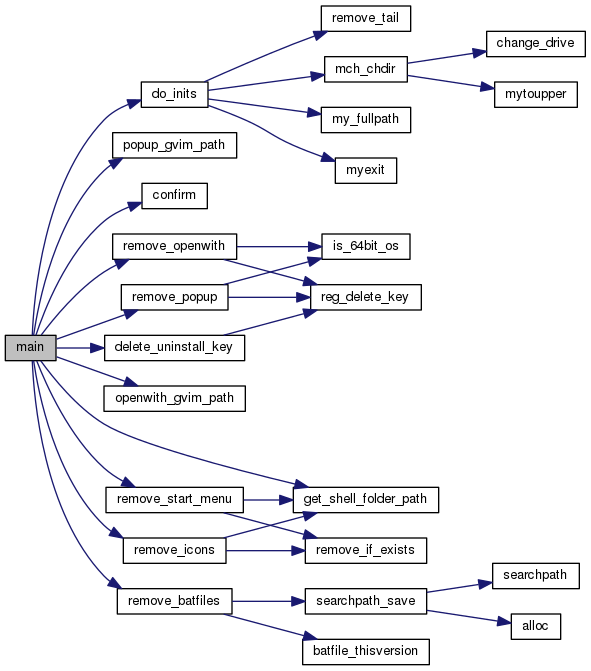 remove_tail
change_drive
mch_chdir
do_inits
mytoupper
my_fullpath
popup_gvim_path
myexit
confirm
remove_openwith
is_64bit_os
remove_popup
reg_delete_key
main
delete_uninstall_key
openwith_gvim_path
remove_start_menu
get_shell_folder_path
remove_icons
remove_if_exists
searchpath
remove_batfiles
searchpath_save
alloc
batfile_thisversion